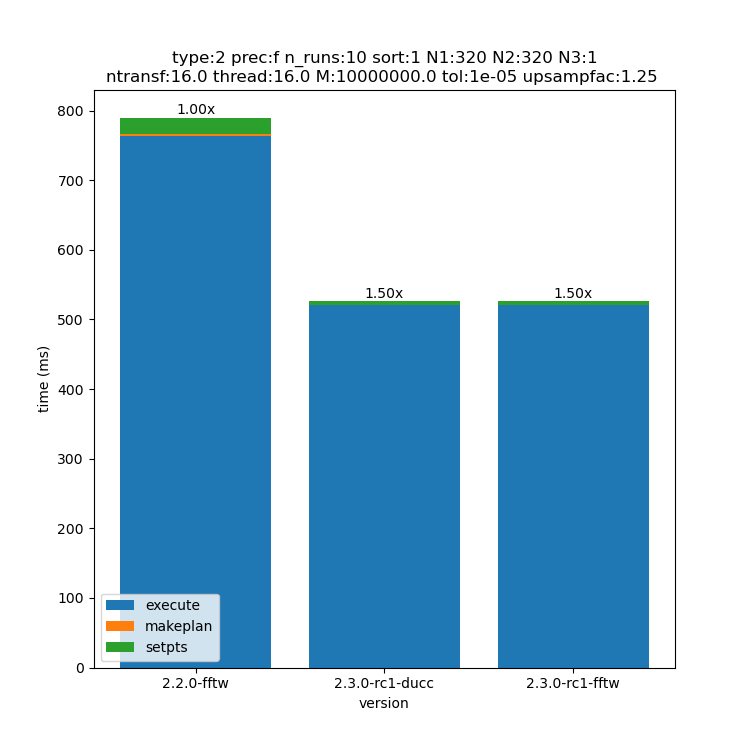 type:2 prec:f n_runs:10 sort:1 N1:320 N2:320 N3:1
ntransf:16.0 thread:16.0 M:10000000.0 tol:1e-05 upsampfac:1.25
800
700
600
500
400
300
200
100
0
time (ms)
1.00x
1.50x
1.50x
execute
makeplan
setpts
2.2.0-fftw
2.3.0-rc1-ducc
2.3.0-rc1-fftw
version